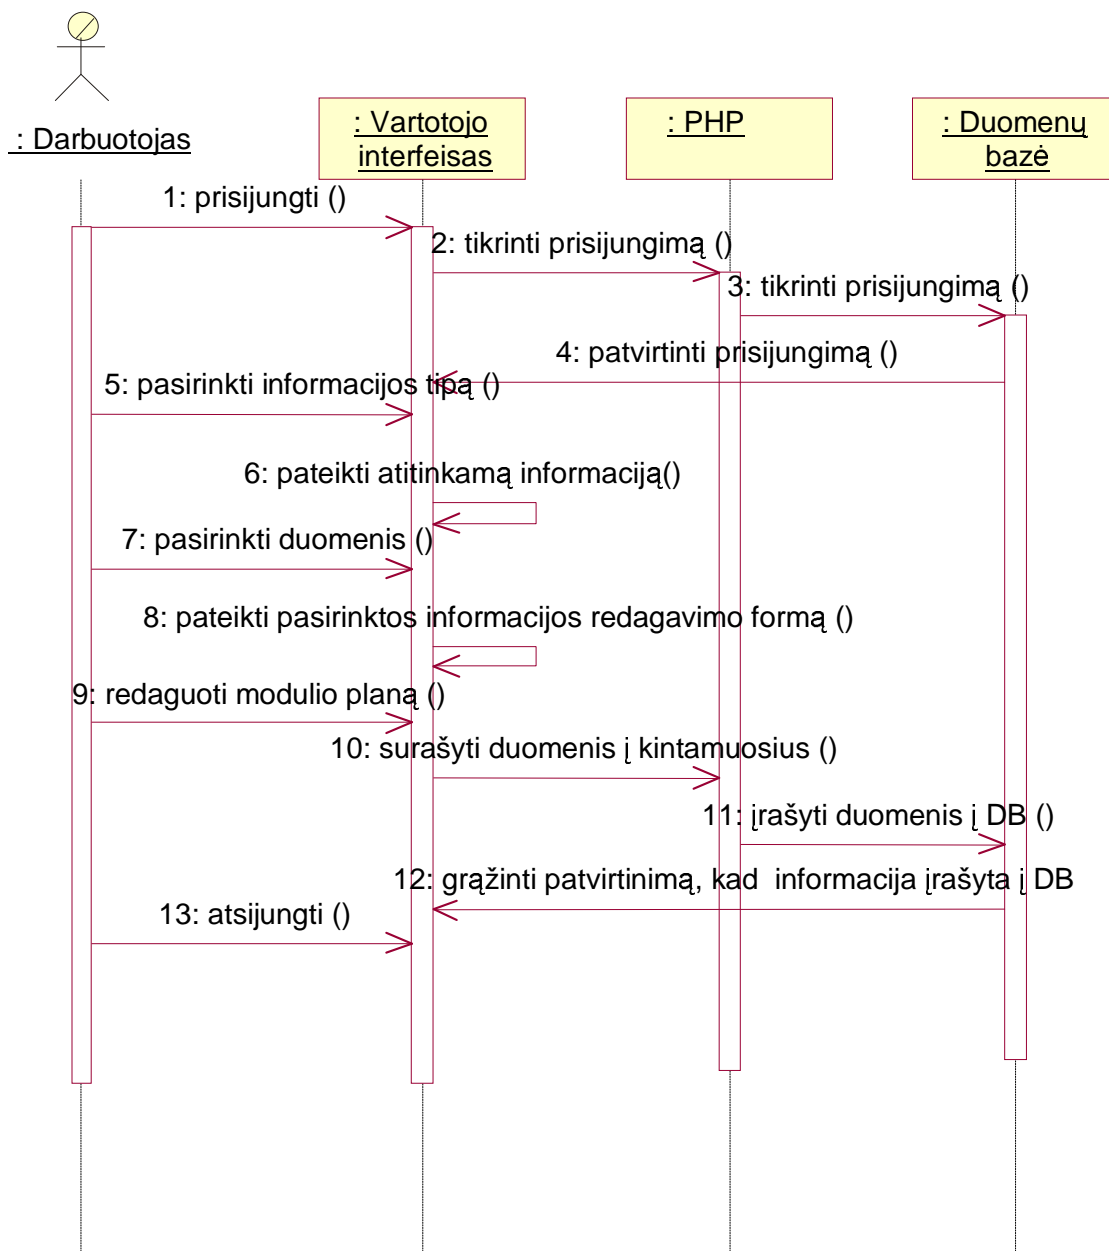 : Darbuotojas
: Vartotojo
interfeisas
: PHP
: Duomenų
bazė
1: prisijungti ()
2: tikrinti prisijungimą ()
3: tikrinti prisijungimą ()
4: patvirtinti prisijungimą ()
5: pasirinkti informacijos tipą ()
6: pateikti atitinkamą informaciją()
7: pasirinkti duomenis ()
8: pateikti pasirinktos informacijos redagavimo formą ()
9: redaguoti modulio planą ()
10: surašyti duomenis į kintamuosius ()
11: įrašyti duomenis į DB ()
12: grąžinti patvirtinimą, kad  informacija įrašyta į DB
13: atsijungti ()